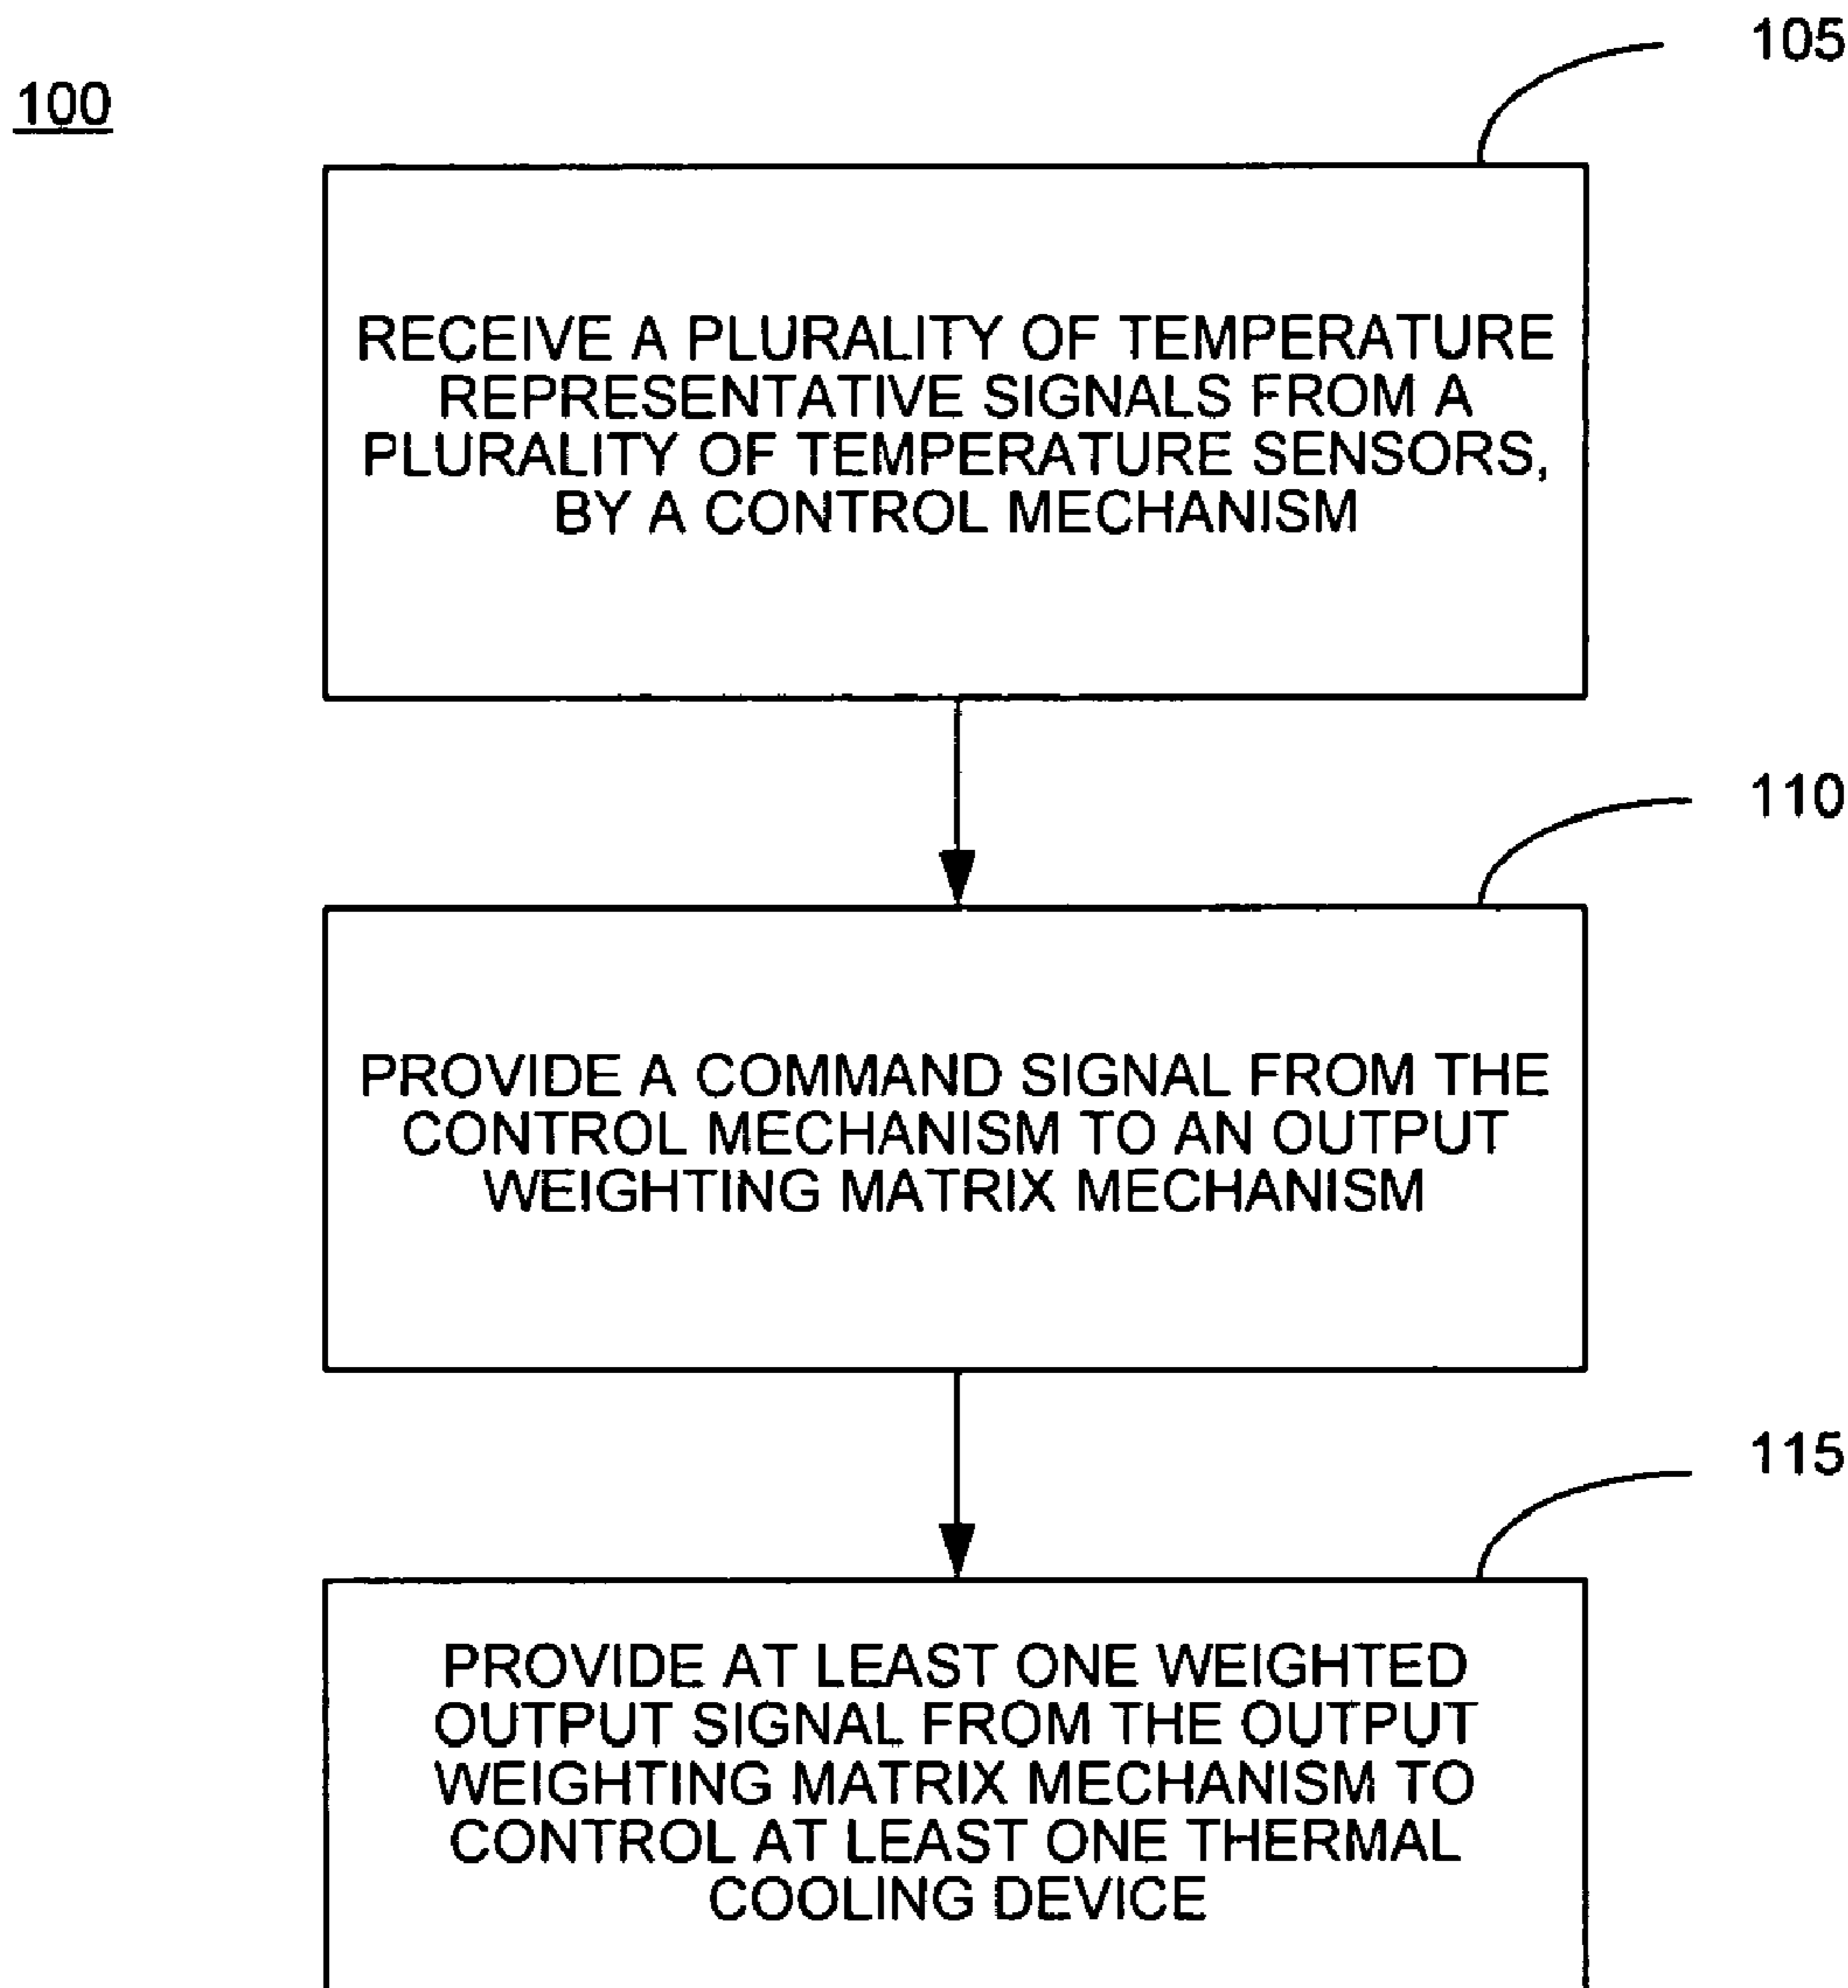 105
100
RECEIVE A PLURALITY OF TEMPERATURE
REPRESENTATIVE SIGNALS FROM A
PLURALITY OF TEMPERATURE SENSORS,
BY A CONTROL MECHANISM
110
PROVIDE A COMMAND SIGNAL FROM THE
CONTROL MECHANISM TO AN OUTPUT
WEIGHTING MATRIX MECHANISM
115
PROVIDE AT LEAST ONE WEIGHTED
OUTPUT SIGNAL FROM THE OUTPUT
WEIGHTING MATRIX MECHANISM TO
CONTROL AT LEAST ONE THERMAL
COOLING DEVICE